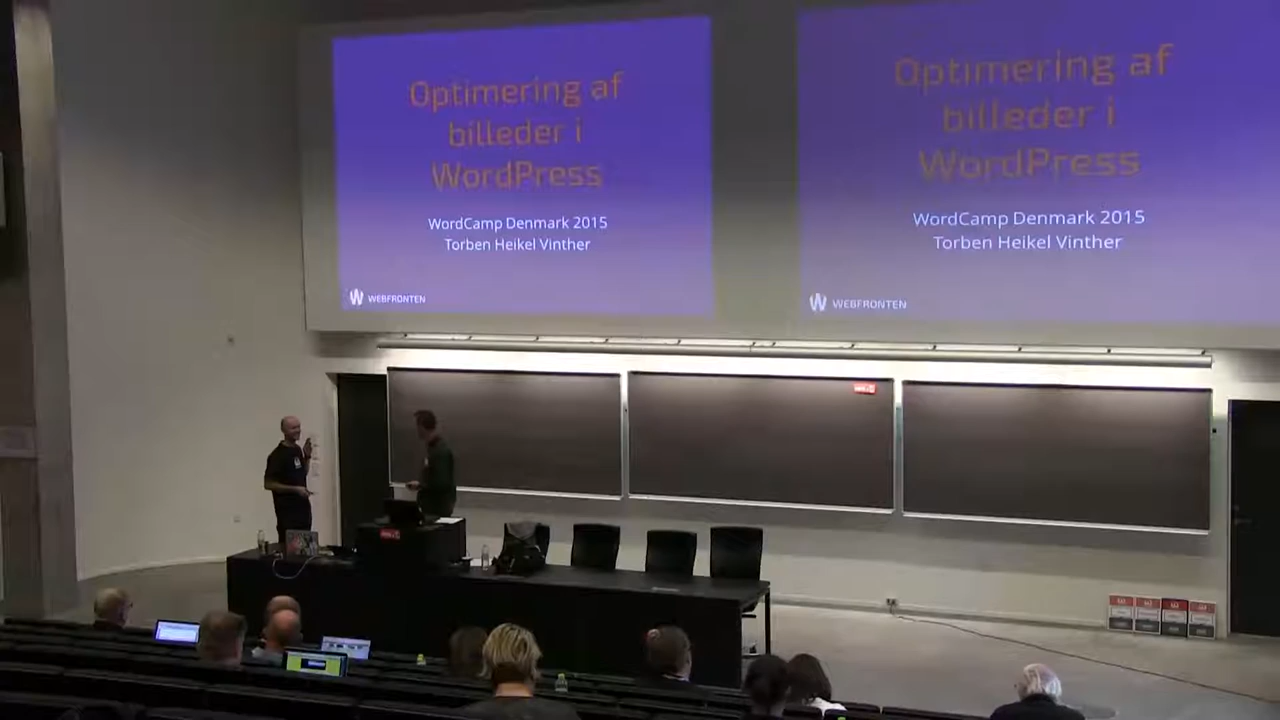 Optimering af
billeder i
WordPress
WordCamp Denmark 2015
Torben Heikel Vinther
WEBFRONTEN
Optimering af
billeder i
WordPress
WordCamp Denmark 2015
Torben Heikel Vinther
WEBFRONTEN